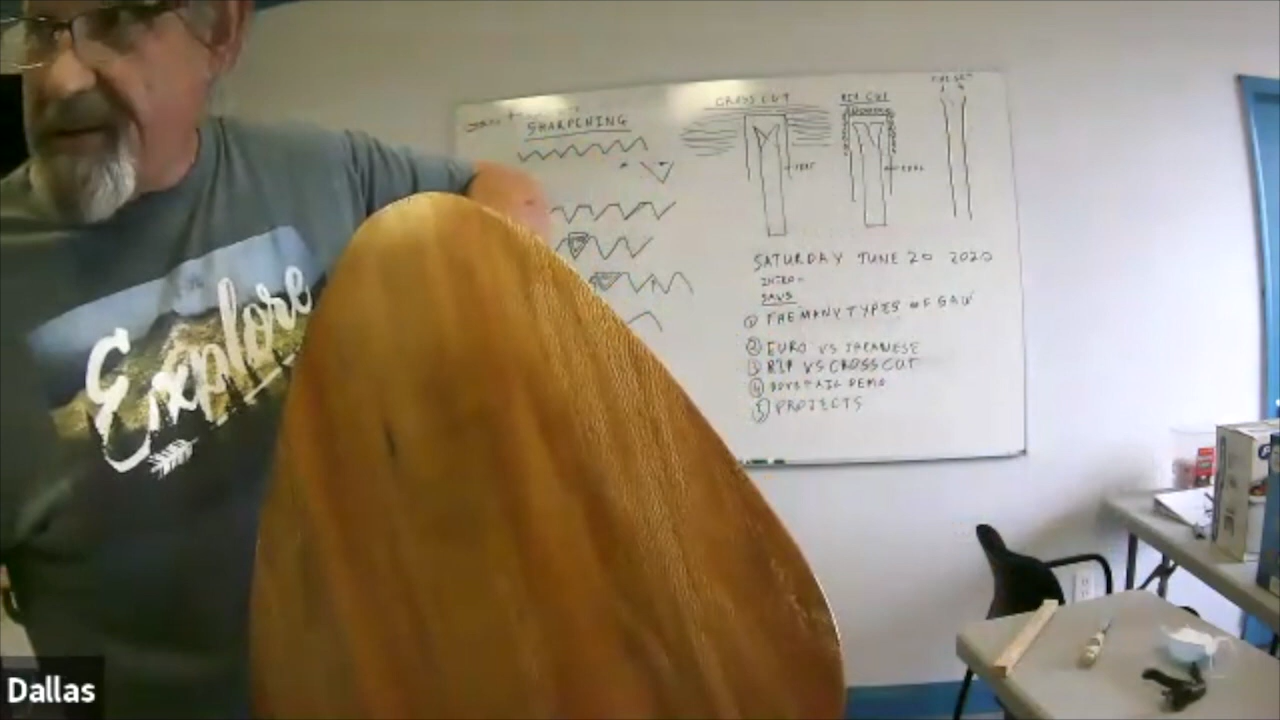 Explore
SHARPENING
CROSS CUT
RIP CUT
SATURDAY JUNE 20 2020
INTRO-
SAWS
① THE MANY TYPES OF SAW
② EURO VS JAPANESE
③ RIP VS CROSS CUT
④ DOVETAIL DEMO
⑤ PROJECTS
Dallas